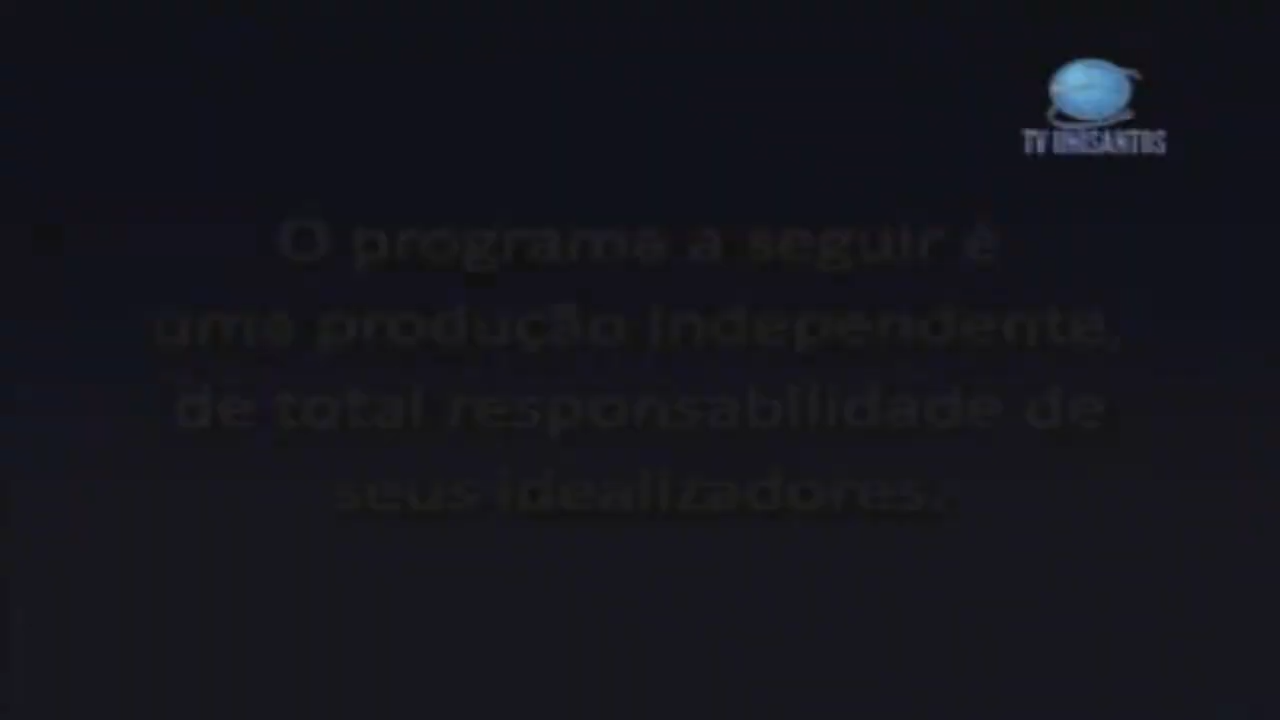 TV UNISANTOS
O programa a seguir é
uma produção independente,
de total responsabilidade de
seus idealizadores.